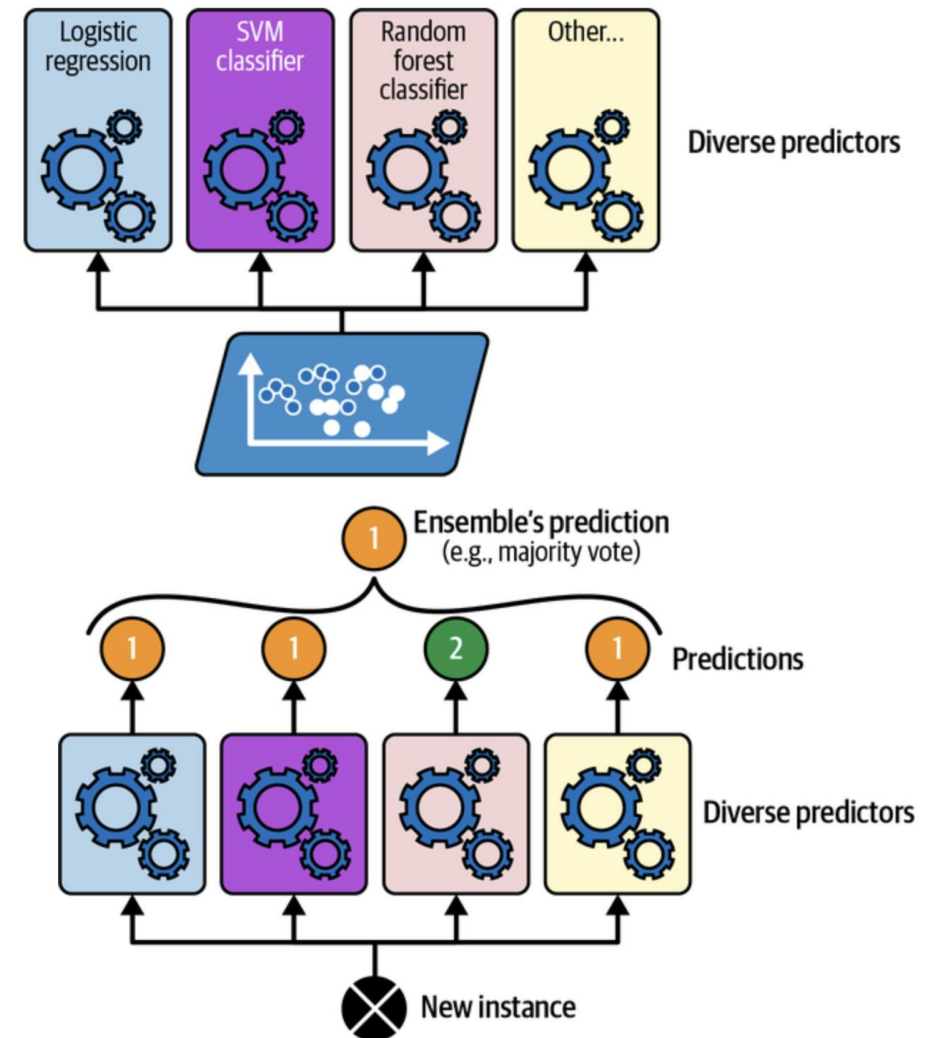 Logistic
regression
SVM
classifier
Random
forest
classifier
Other...
Diverse predictors
1
Ensemble's prediction
(e.g., majority vote)
1
1
2
1
Predictions
Diverse predictors
New instance